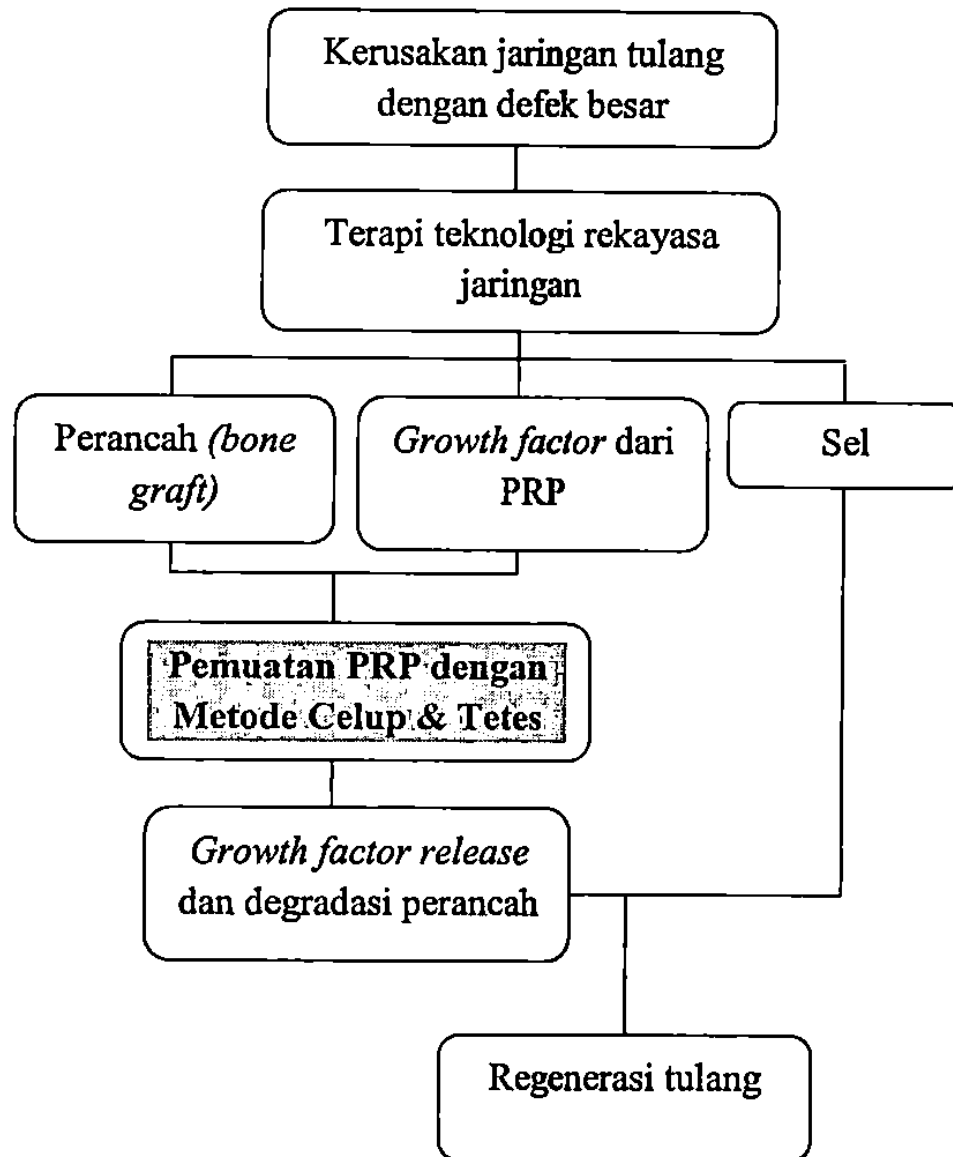 Kerusakan jaringan tulang
dengan defek besar
Terapi teknologi rekayasa
jaringan
Perancah (bone
graft)
Growth factor dari
PRP
Sel
Pemuatan PRP dengan
Metode Celup & Tetes
Growth factor release
dan degradasi perancah
Regenerasi tulang